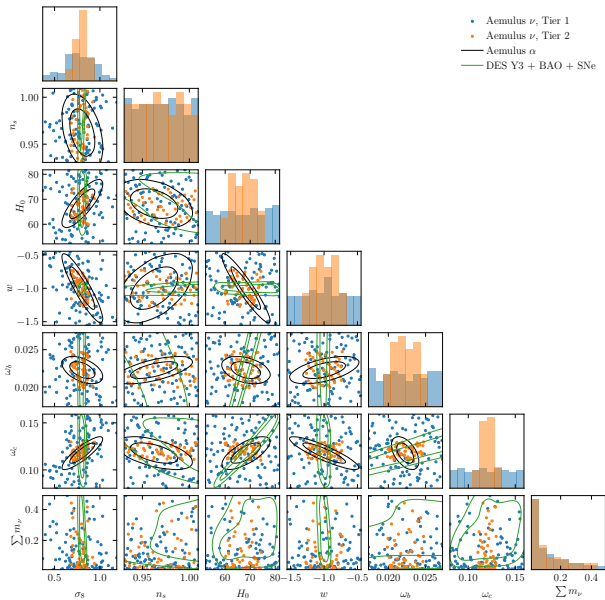 Aemulus ν, Tier 1
Aemulus ν, Tier 2
Aemulus α
DES Y3 + BAO + SNe
1.00
0.95
n_s
80
70
60
H_0
−0.5
−1.0
−1.5
w
0.025
0.020
ω_b
0.15
0.10
ω_c
0.4
0.2
∑ m_ν
0.5 1.0 0.95 1.00 60 70 80 −1.5 −1.0 −0.5 0.020 0.025 0.10 0.15 0.2 0.4
σ_8 n_s H_0 w ω_b ω_c ∑ m_ν